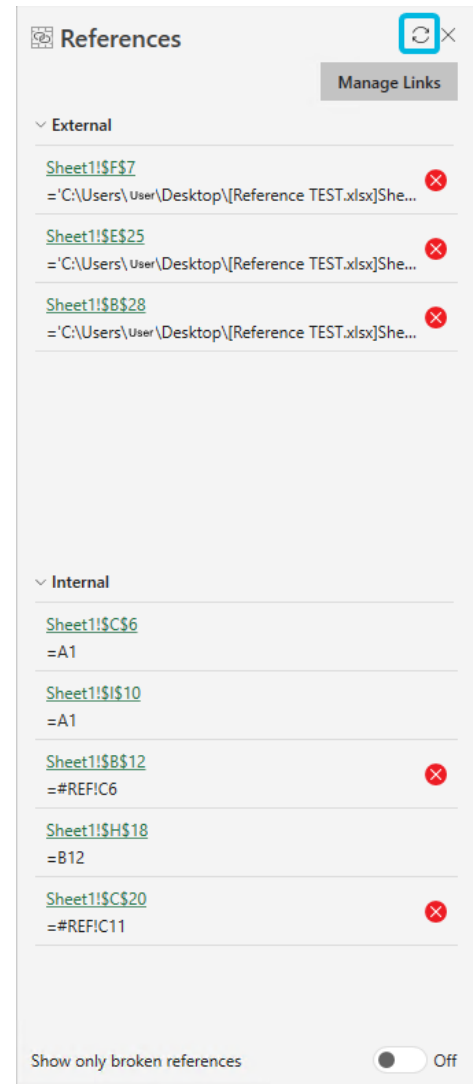 References
Manage Links
External
Sheet1!$F$7
='C:\Users\User\Desktop\[Reference TEST.xlsx]She...
Sheet1!$E$25
='C:\Users\User\Desktop\[Reference TEST.xlsx]She...
Sheet1!$B$28
='C:\Users\User\Desktop\[Reference TEST.xlsx]She...
Internal
Sheet1!$C$6
=A1
Sheet1!$I$10
=A1
Sheet1!$B$12
=#REF!C6
Sheet1!$H$18
=B12
Sheet1!$C$20
=#REF!C11
Show only broken references Off